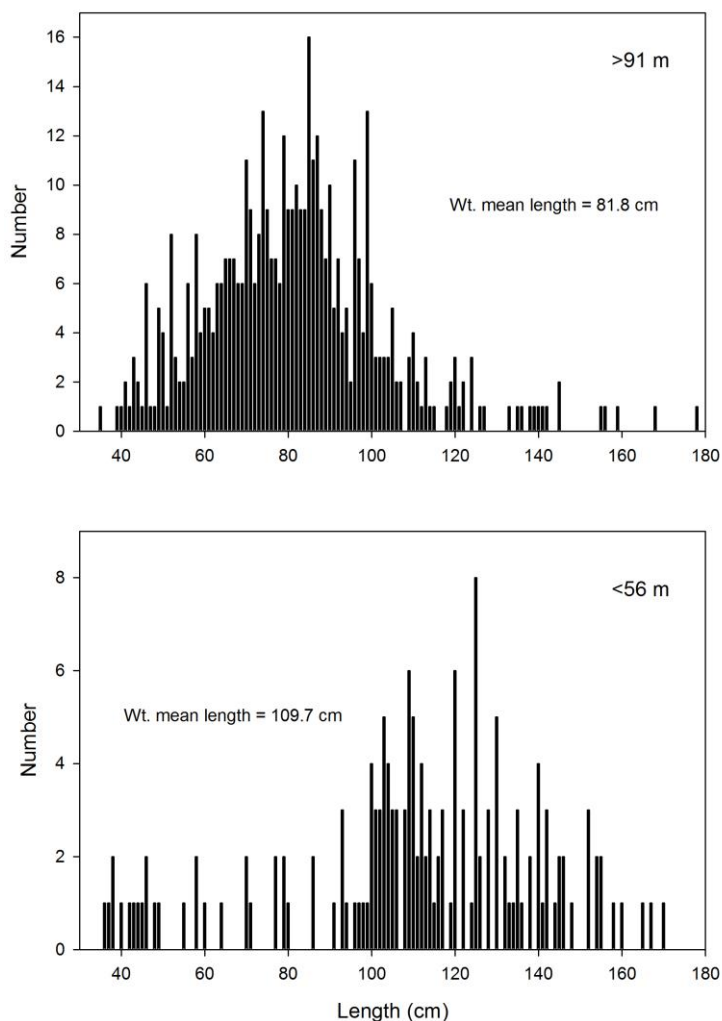 16
>91 m
14
12
10
Wt. mean length = 81.8 cm
Number
8
6
4
2
0
40 60 80 100 120 140 160 180
8
<56 m
6
Wt. mean length = 109.7 cm
Number
4
2
0
40 60 80 100 120 140 160 180
Length (cm)